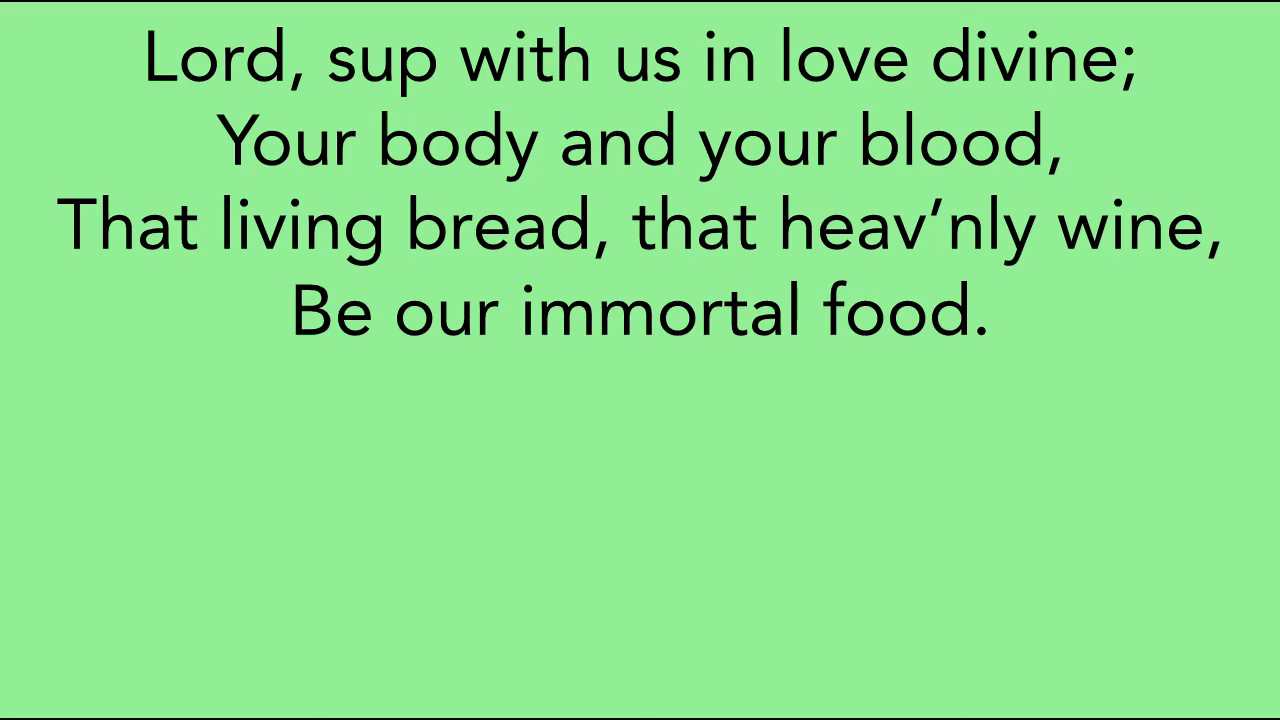 Lord, sup with us in love divine;
Your body and your blood,
That living bread, that heav’nly wine,
Be our immortal food.